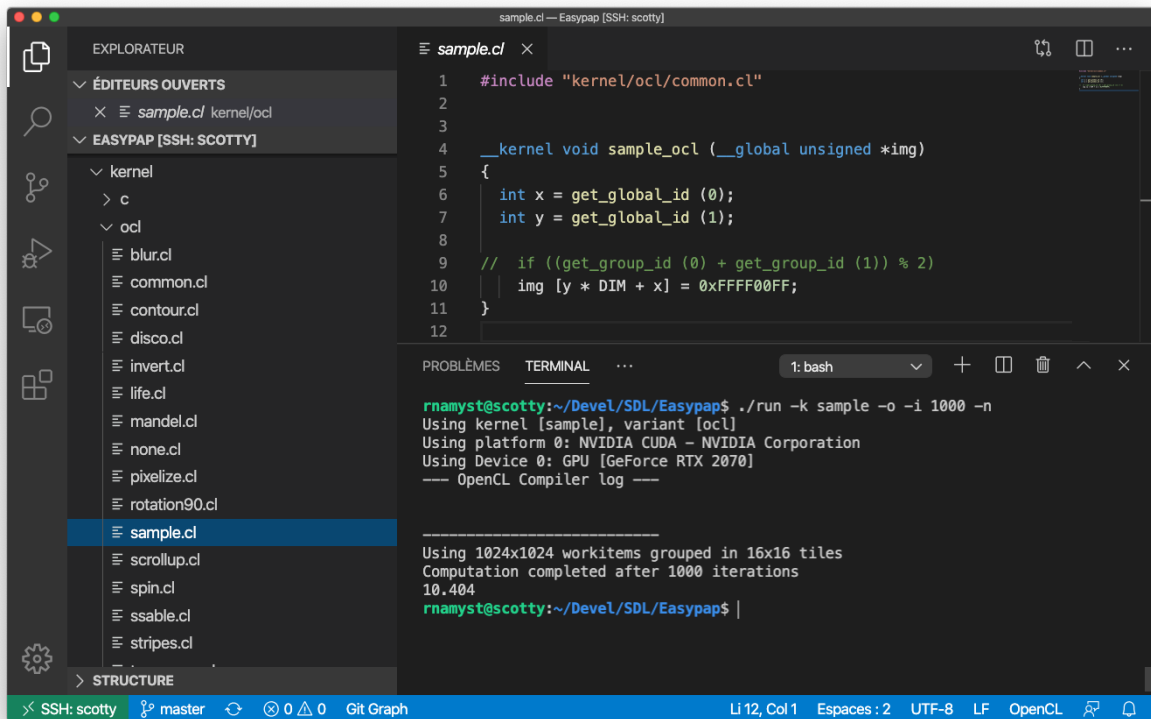 sample.cl — Easypap [SSH: scotty]
EXPLORATEUR
ÉDITEURS OUVERTS
sample.cl kernel/ocl
EASYPAP [SSH: SCOTTY]
kernel
c
ocl
blur.cl
common.cl
contour.cl
disco.cl
invert.cl
life.cl
mandel.cl
none.cl
pixelize.cl
rotation90.cl
sample.cl
scrollup.cl
spin.cl
ssable.cl
stripes.cl
STRUCTURE
sample.cl
1 #include "kernel/ocl/common.cl"
2
3
4 __kernel void sample_ocl (__global unsigned *img)
5 {
6 int x = get_global_id (0);
7 int y = get_global_id (1);
8
9 // if ((get_group_id (0) + get_group_id (1)) % 2)
10 img [y * DIM + x] = 0xFFFF00FF;
11 }
12
PROBLÈMES TERMINAL ··· 1: bash
rnamyst@scotty:~/Devel/SDL/Easypap$ ./run -k sample -o -i 1000 -n
Using kernel [sample], variant [ocl]
Using platform 0: NVIDIA CUDA - NVIDIA Corporation
Using Device 0: GPU [GeForce RTX 2070]
--- OpenCL Compiler log ---
---------------------------
Using 1024x1024 workitems grouped in 16x16 tiles
Computation completed after 1000 iterations
10.404
rnamyst@scotty:~/Devel/SDL/Easypap$
SSH: scotty master 0 0 Git Graph Li 12, Col 1 Espaces : 2 UTF-8 LF OpenCL